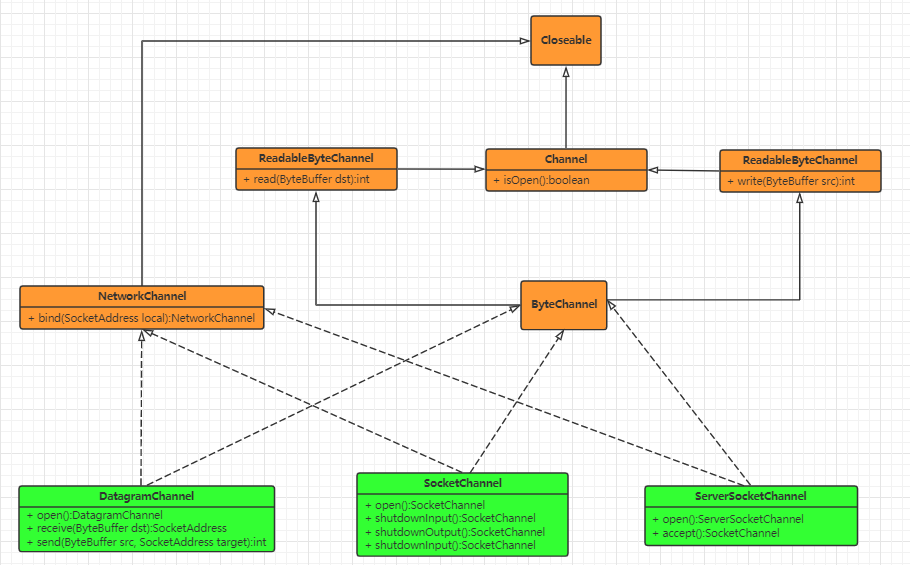 Closeable
ReadableByteChannel
+ read(ByteBuffer dst):int
Channel
+ isOpen():boolean
ReadableByteChannel
+ write(ByteBuffer src):int
NetworkChannel
+ bind(SocketAddress local):NetworkChannel
ByteChannel
DatagramChannel
+ open():DatagramChannel
+ receive(ByteBuffer dst):SocketAddress
+ send(ByteBuffer src, SocketAddress target):int
SocketChannel
+ open():SocketChannel
+ shutdownInput():SocketChannel
+ shutdownOutput():SocketChannel
+ shutdownInput():SocketChannel
ServerSocketChannel
+ open():ServerSocketChannel
+ accept():SocketChannel